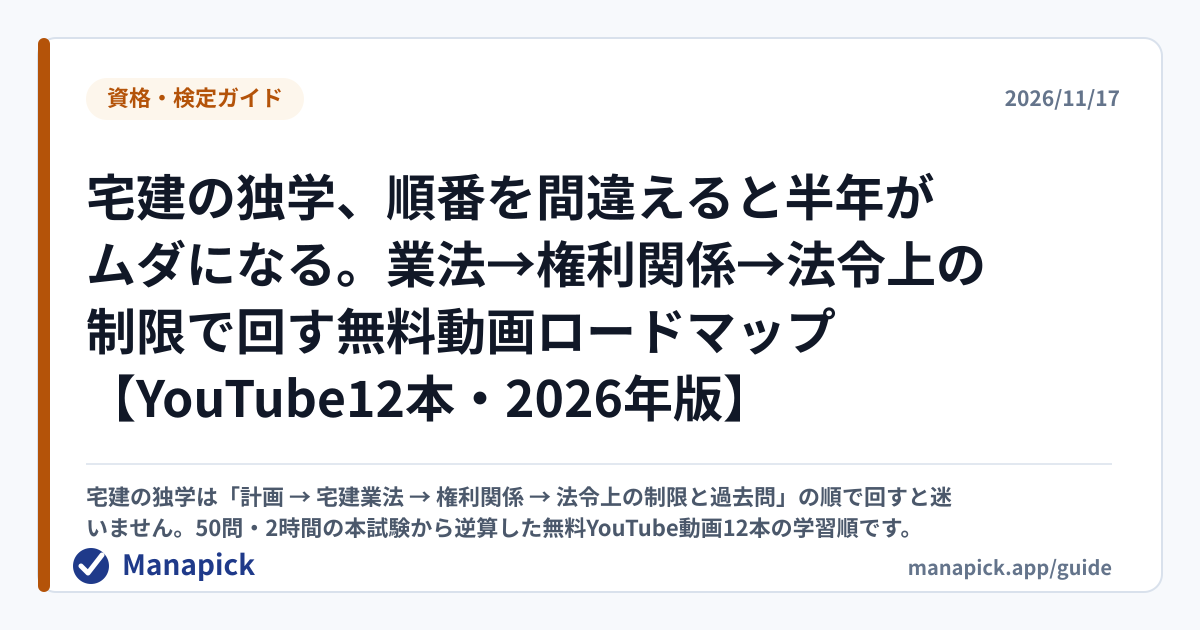 資格・検定ガイド
2026/11/17
宅建の独学、順番を間違えると半年が
ムダになる。業法→権利関係→法令上の
制限で回す無料動画ロードマップ
【YouTube12本・2026年版】
宅建の独学は「計画 → 宅建業法 → 権利関係 → 法令上の制限と過去問」の順で回すと迷
いません。50問・2時間の本試験から逆算した無料YouTube動画12本の学習順です。
Manapick
manapick.app/guide